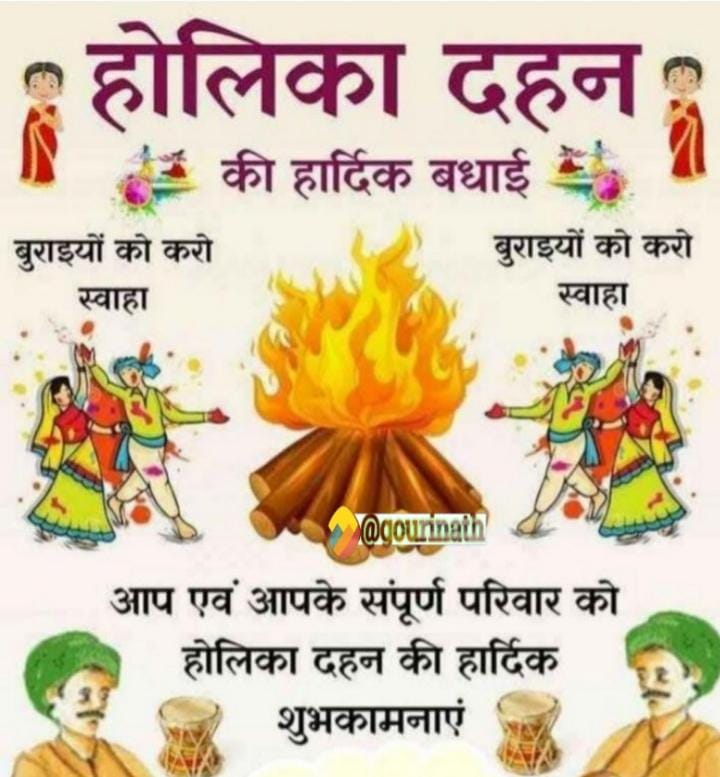 होलिका दहन
की हार्दिक बधाई
बुराइयों को करो
स्वाहा
बुराइयों को करो
स्वाहा
@gourinath
आप एवं आपके संपूर्ण परिवार को
होलिका दहन की हार्दिक
शुभकामनाएं